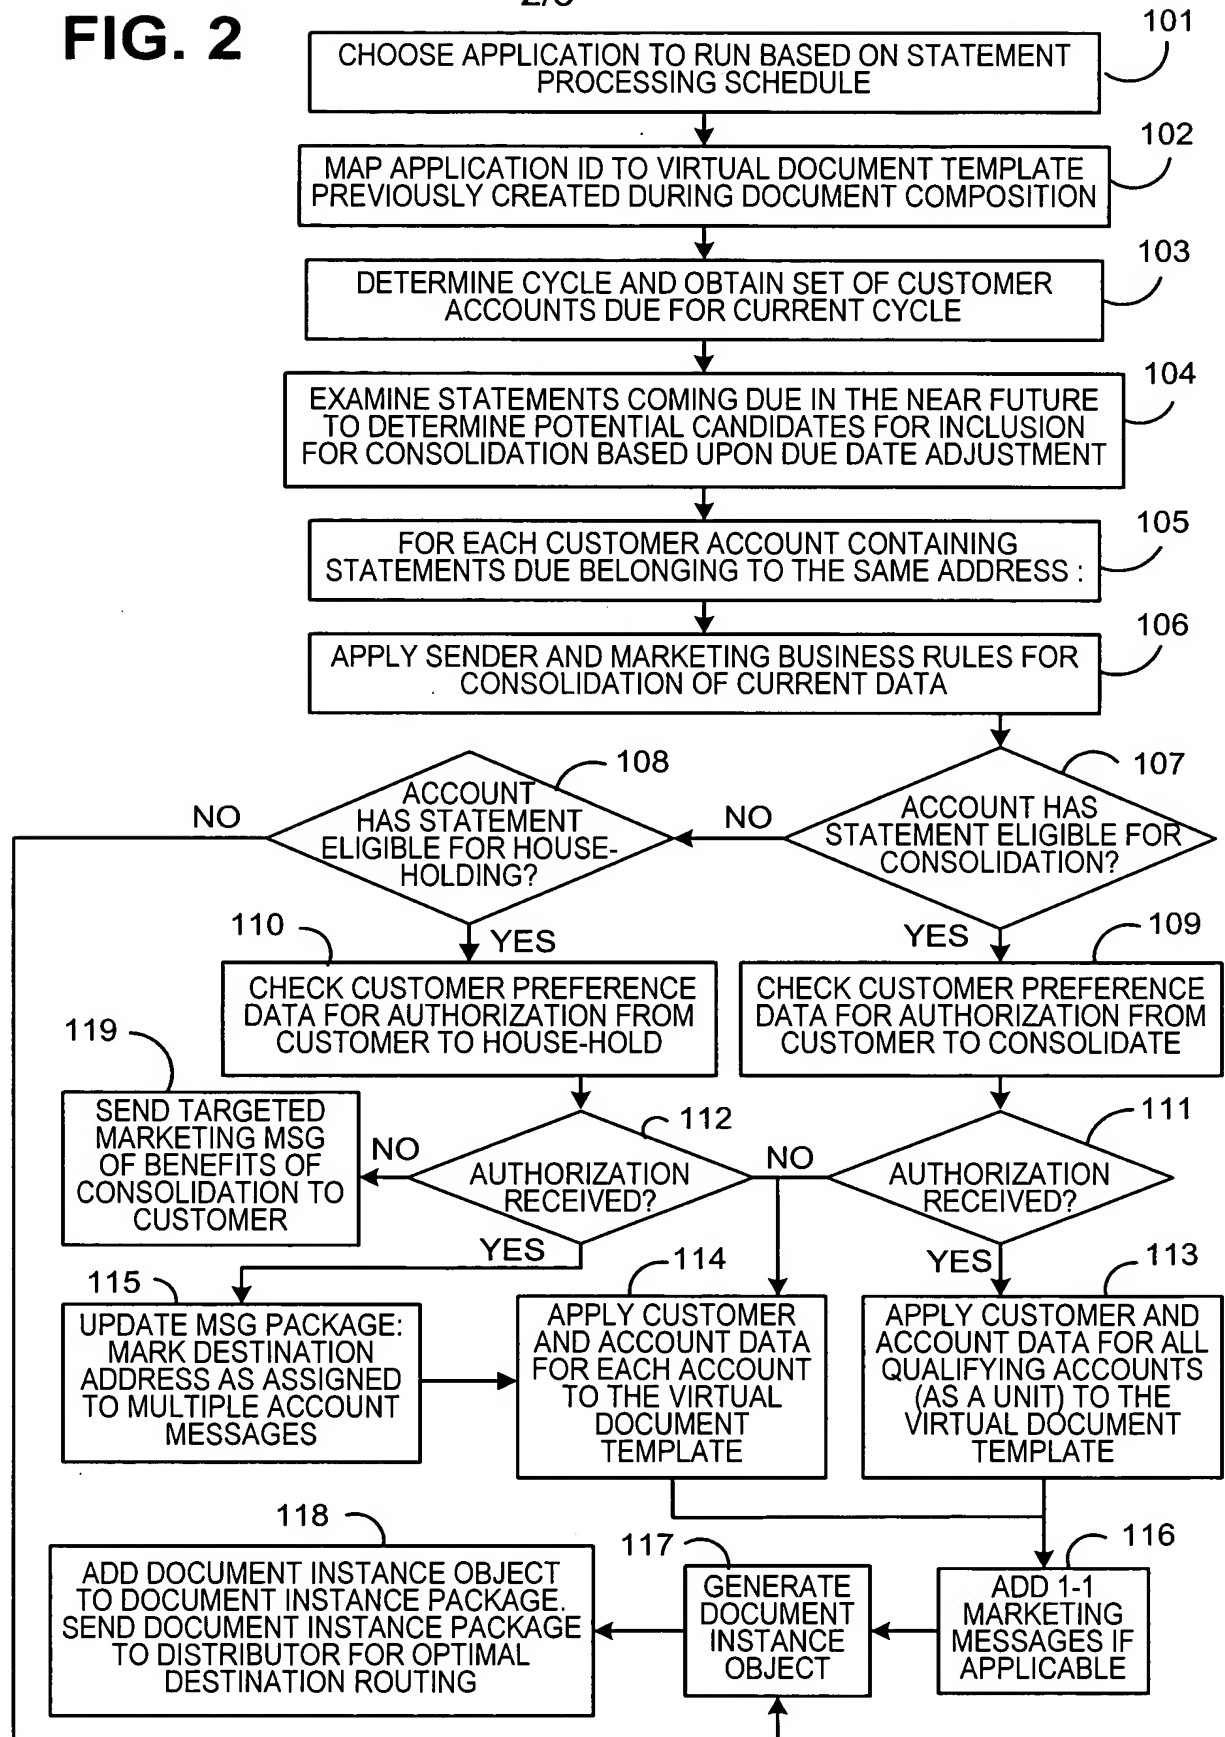 2/3
FIG. 2
101
CHOOSE APPLICATION TO RUN BASED ON STATEMENT
PROCESSING SCHEDULE
102
MAP APPLICATION ID TO VIRTUAL DOCUMENT TEMPLATE
PREVIOUSLY CREATED DURING DOCUMENT COMPOSITION
103
DETERMINE CYCLE AND OBTAIN SET OF CUSTOMER
ACCOUNTS DUE FOR CURRENT CYCLE
104
EXAMINE STATEMENTS COMING DUE IN THE NEAR FUTURE
TO DETERMINE POTENTIAL CANDIDATES FOR INCLUSION
FOR CONSOLIDATION BASED UPON DUE DATE ADJUSTMENT
105
FOR EACH CUSTOMER ACCOUNT CONTAINING
STATEMENTS DUE BELONGING TO THE SAME ADDRESS :
106
APPLY SENDER AND MARKETING BUSINESS RULES FOR
CONSOLIDATION OF CURRENT DATA
107
ACCOUNT HAS
STATEMENT ELIGIBLE FOR
CONSOLIDATION?
NO
108
ACCOUNT
HAS STATEMENT
ELIGIBLE FOR HOUSE-
HOLDING?
NO
YES
YES
110
CHECK CUSTOMER PREFERENCE
DATA FOR AUTHORIZATION FROM
CUSTOMER TO HOUSE-HOLD
109
CHECK CUSTOMER PREFERENCE
DATA FOR AUTHORIZATION FROM
CUSTOMER TO CONSOLIDATE
119
SEND TARGETED
MARKETING MSG
OF BENEFITS OF
CONSOLIDATION TO
CUSTOMER
NO
112
AUTHORIZATION
RECEIVED?
NO
111
AUTHORIZATION
RECEIVED?
YES
YES
115
UPDATE MSG PACKAGE:
MARK DESTINATION
ADDRESS AS ASSIGNED
TO MULTIPLE ACCOUNT
MESSAGES
114
APPLY CUSTOMER
AND ACCOUNT DATA
FOR EACH ACCOUNT
TO THE VIRTUAL
DOCUMENT
TEMPLATE
113
APPLY CUSTOMER AND
ACCOUNT DATA FOR ALL
QUALIFYING ACCOUNTS
(AS A UNIT) TO THE
VIRTUAL DOCUMENT
TEMPLATE
118
ADD DOCUMENT INSTANCE OBJECT
TO DOCUMENT INSTANCE PACKAGE.
SEND DOCUMENT INSTANCE PACKAGE
TO DISTRIBUTOR FOR OPTIMAL
DESTINATION ROUTING
117
GENERATE
DOCUMENT
INSTANCE
OBJECT
116
ADD 1-1
MARKETING
MESSAGES IF
APPLICABLE